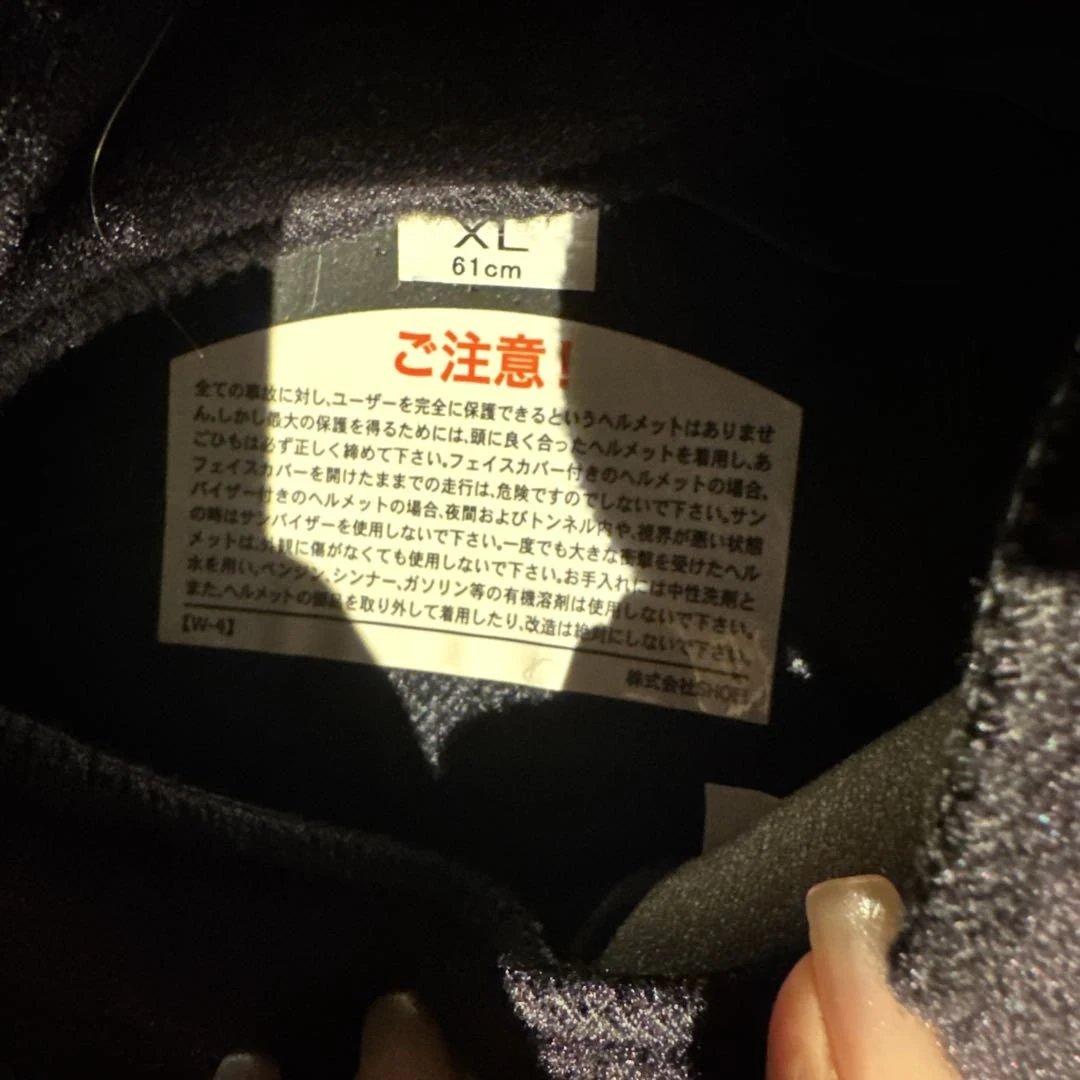 XL
61cm
ご注意!
全ての事故に対し、ユーザーを完全に保護できるというヘルメットはありませ
ん。しかし最大の保護を得るためには、頭に良く合ったヘルメットを着用し、あ
ごひもは必ず正しく締めて下さい。フェイスカバー付きのヘルメットの場合、
フェイスカバーを開けたままでの走行は、危険ですのでしないで下さい。サン
バイザー付きのヘルメットの場合、夜間およびトンネル内や、視界が悪い状態
の時はサンバイザーを使用しないで下さい。一度でも大きな衝撃を受けたヘル
メットは、外観に傷がなくても使用しないで下さい。お手入れには中性洗剤と
水を用い。ベンジン、シンナー、ガソリン等の有機溶剤は使用しないで下さい。
また、ヘルメットの部品を取り外して着用したり、改造は絶対にしないで下さい。
【W-4】
株式会社SHOEI